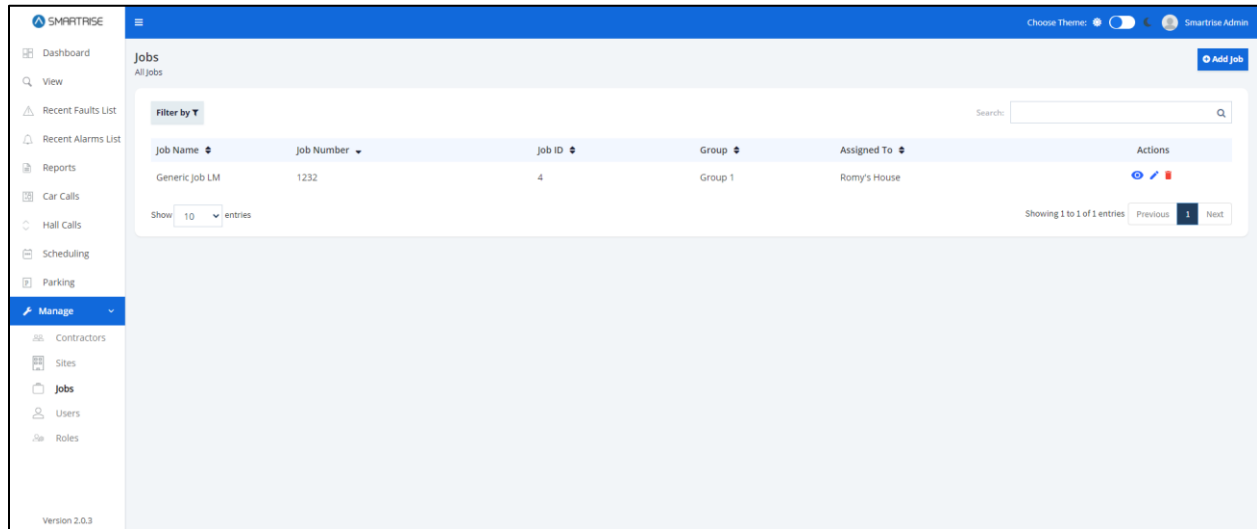 SMARTRISE
Choose Theme:
Smartrise Admin
Dashboard
View
Recent Faults List
Recent Alarms List
Reports
Car Calls
Hall Calls
Scheduling
Parking
Manage
Contractors
Sites
Jobs
Users
Roles
Version 2.0.3
Jobs
All Jobs
Add Job
Filter by
Search:
Job Name Job Number Job ID Group Assigned To Actions
Generic Job LM 1232 4 Group 1 Romy's House
Show 10 entries
Showing 1 to 1 of 1 entries Previous 1 Next